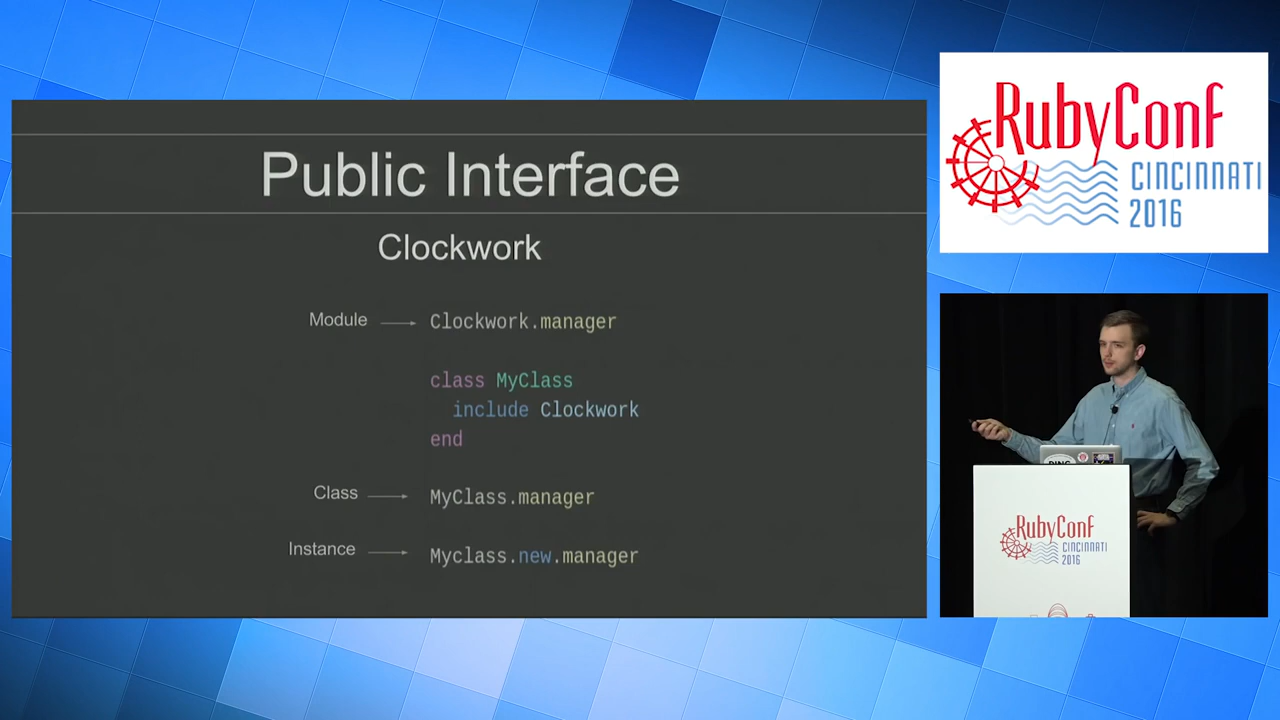 Public Interface
Clockwork
Module
Clockwork.manager
class MyClass
include Clockwork
end
Class
MyClass.manager
Instance
Myclass.new.manager
RubyConf
CINCINNATI
2016
RubyConf
CINCINNATI
2016